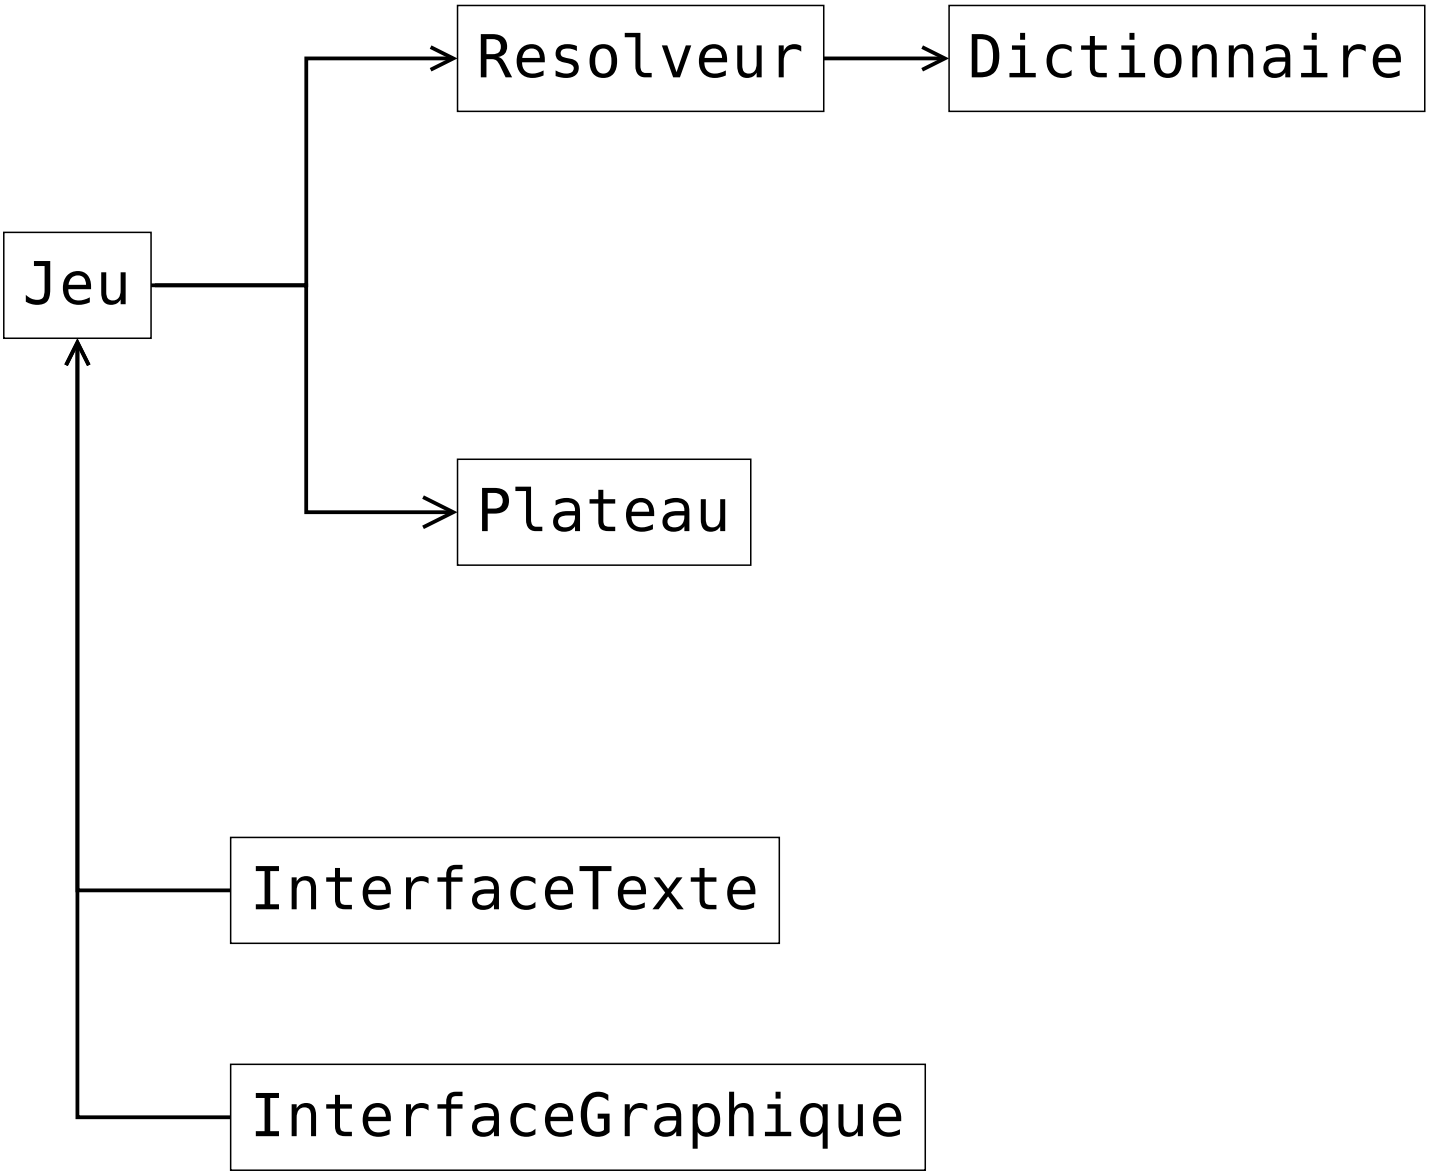 Resolveur
Dictionnaire
Jeu
Plateau
InterfaceTexte
InterfaceGraphique